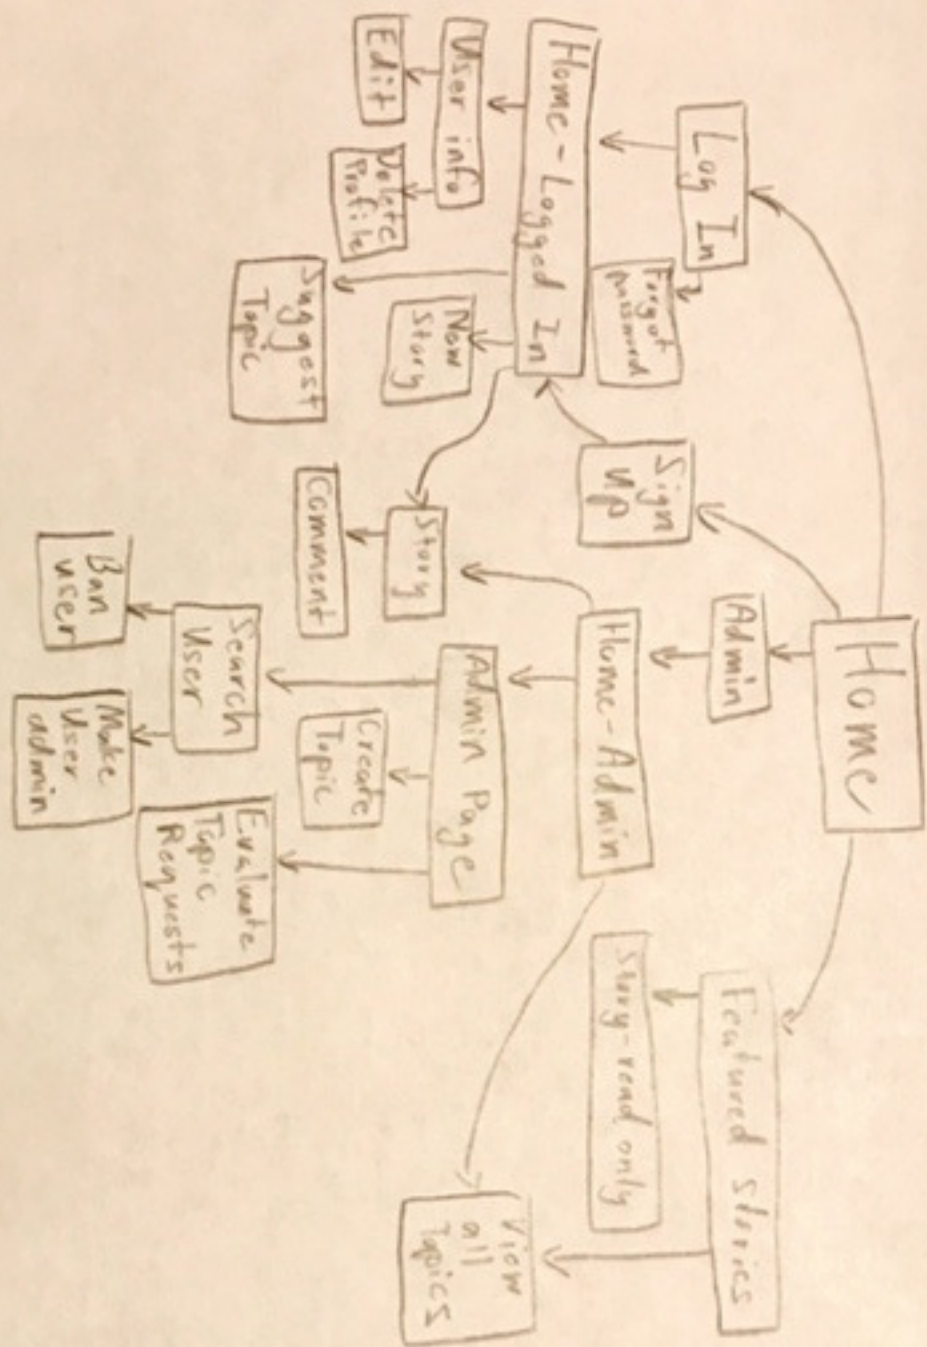 Home
Log In
Sign
up
Admin
Featured Stories
Forgot
password
Home-Logged In
Home-Admin
Story-read only
User info
New
Story
Story
Admin Page
View
all
Topics
Edit
Delete
Profile
Suggest
Topic
Comment
Create
Topic
Search
User
Evaluate
Topic
Requests
Ban
user
Make
User
admin